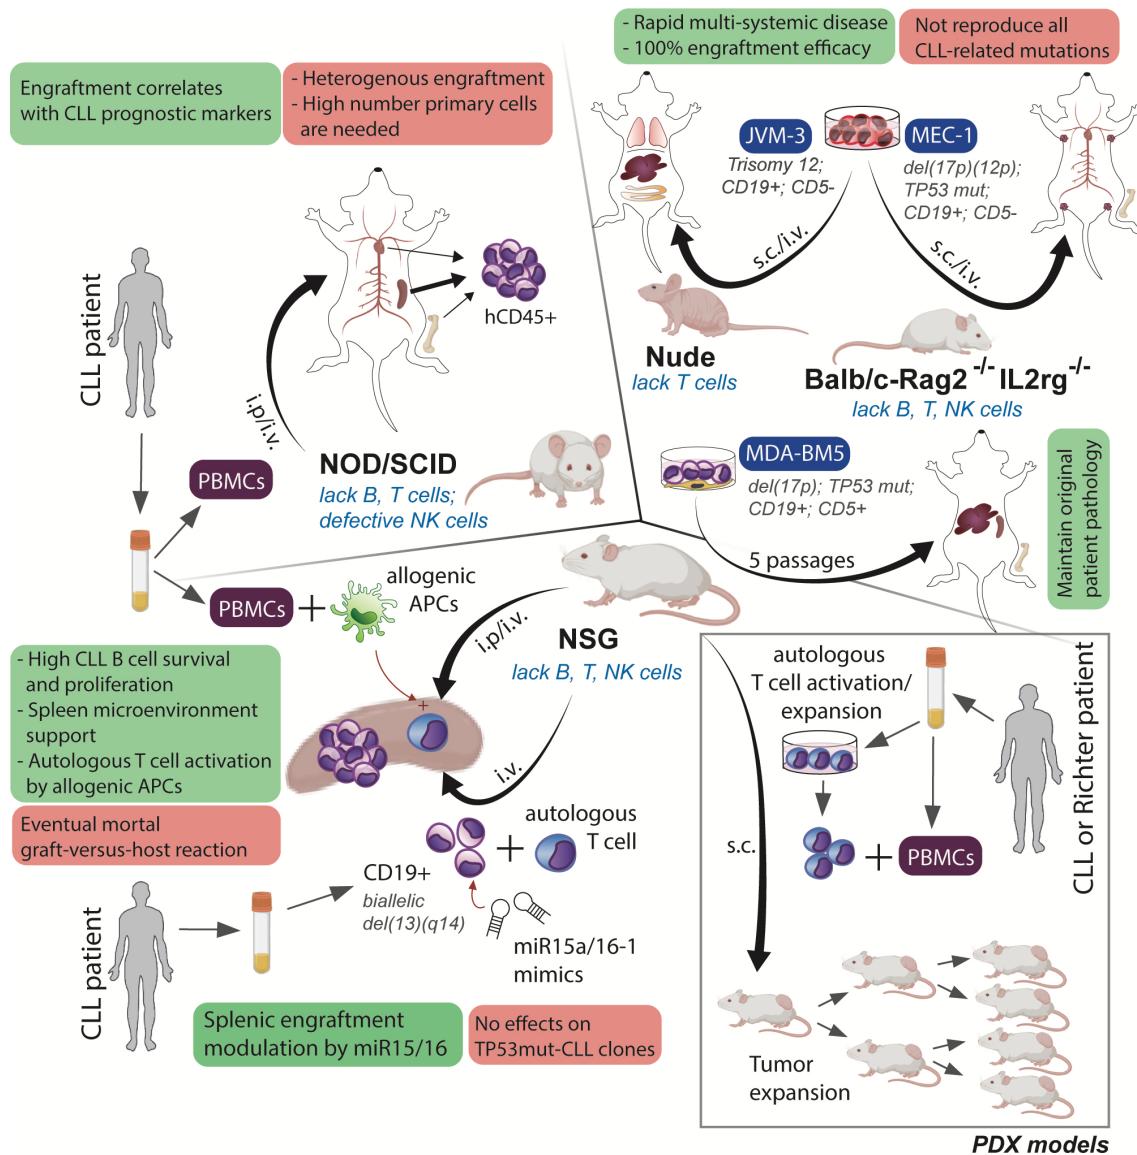 - Rapid multi-systemic disease
- 100% engraftment efficacy
Not reproduce all
CLL-related mutations
Engraftment correlates
with CLL prognostic markers
- Heterogenous engraftment
- High number primary cells
are needed
JVM-3
Trisomy 12;
CD19+; CD5-
MEC-1
del(17p)(12p);
TP53 mut;
CD19+; CD5-
s.c./i.v.
s.c./i.v.
Nude
lack T cells
Balb/c-Rag2 -/- IL2rg-/-
lack B, T, NK cells
CLL patient
hCD45+
i.p/i.v.
NOD/SCID
lack B, T cells;
defective NK cells
PBMCs
MDA-BM5
del(17p); TP53 mut;
CD19+; CD5+
5 passages
Maintain original
patient pathology
PBMCs
+
allogenic
APCs
i.p/i.v.
NSG
lack B, T, NK cells
+
i.v.
- High CLL B cell survival
and proliferation
- Spleen microenvironment
support
- Autologous T cell activation
by allogenic APCs
Eventual mortal
graft-versus-host reaction
CLL patient
CD19+
biallelic
del(13)(q14)
+
autologous
T cell
miR15a/16-1
mimics
Splenic engraftment
modulation by miR15/16
No effects on
TP53mut-CLL clones
s.c.
autologous
T cell activation/
expansion
+
PBMCs
CLL or Richter patient
Tumor
expansion
PDX models